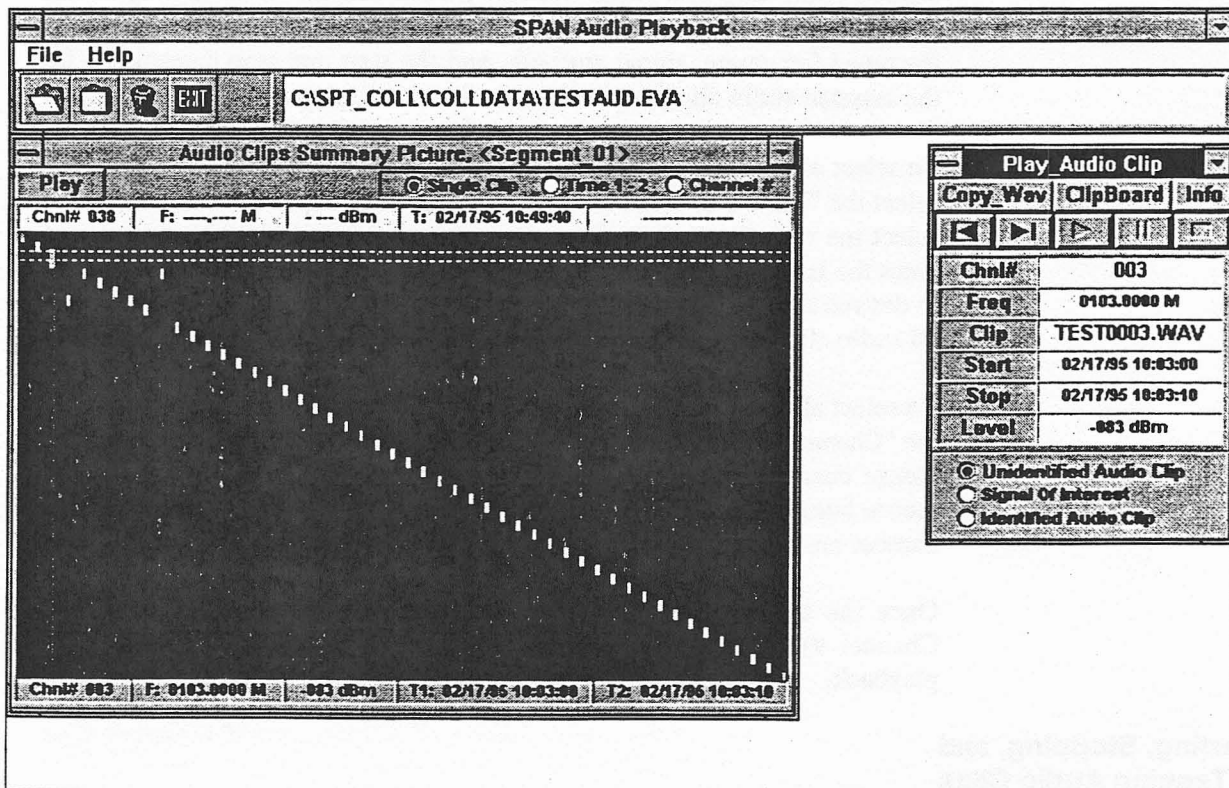 SPAN Audio Playback
File Help
EXIT C:\SPT_COLL\COLLDATA\TESTAUD.EVA
Audio Clips Summary Picture, <Segment_01>
Play Single Clip Time 1 - 2 Channel #
Chnl# 038 F: ----.---- M - --- dBm T: 02/17/95 10:49:40 ----------------
Chnl# 003 F: 0103.0000 M -083 dBm T1: 02/17/95 10:03:00 T2: 02/17/95 10:03:10
Play_Audio Clip
Copy_Wav ClipBoard Info
Chnl# 003
Freq 0103.0000 M
Clip TEST0003.WAV
Start 02/17/95 10:03:00
Stop 02/17/95 10:03:10
Level -083 dBm
Unidentified Audio Clip
Signal Of Interest
Identified Audio Clip